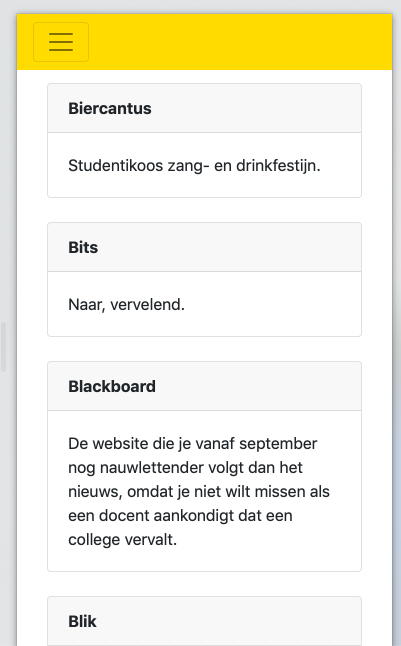 Biercantus
Studentikoos zang- en drinkfestijn.
Bits
Naar, vervelend.
Blackboard
De website die je vanaf september
nog nauwlettender volgt dan het
nieuws, omdat je niet wilt missen als
een docent aankondigt dat een
college vervalt.
Blik